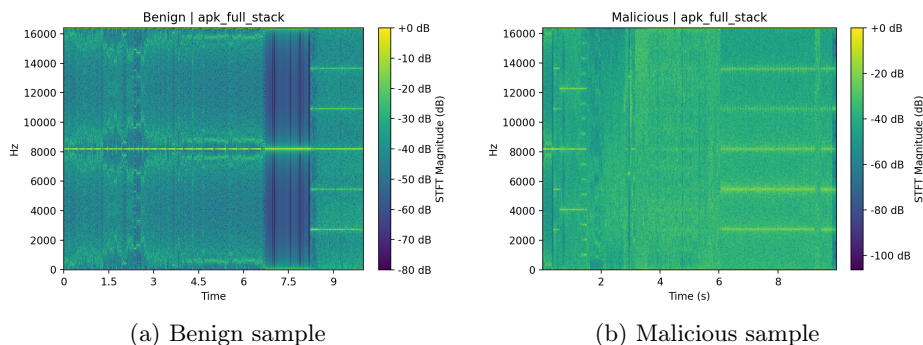 Benign | apk_full_stack
Hz
16000
14000
12000
10000
8000
6000
4000
2000
0
0 1.5 3 4.5 6 7.5 9
Time
+0 dB
-10 dB
-20 dB
-30 dB
-40 dB
-50 dB
-60 dB
-70 dB
-80 dB
STFT Magnitude (dB)
(a) Benign sample
Malicious | apk_full_stack
Hz
16000
14000
12000
10000
8000
6000
4000
2000
0
2 4 6 8
Time (s)
+0 dB
-20 dB
-40 dB
-60 dB
-80 dB
-100 dB
STFT Magnitude (dB)
(b) Malicious sample